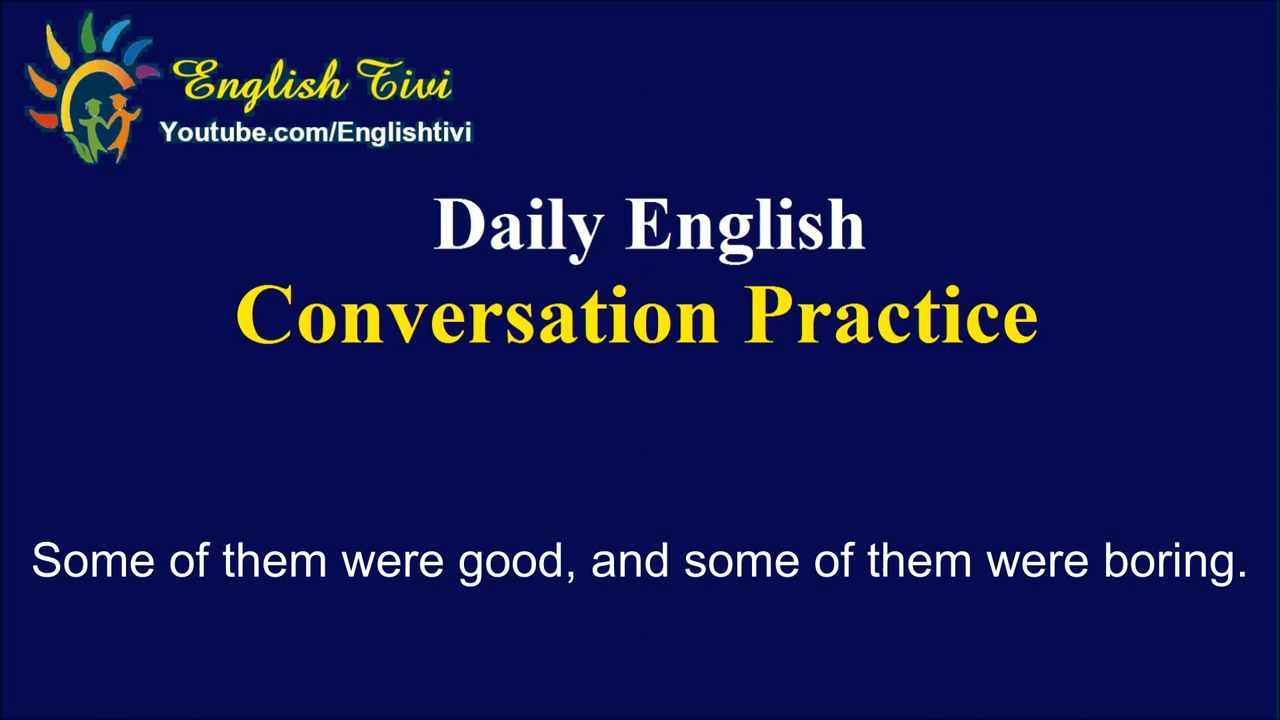 English Tivi
Youtube.com/Englishtivi
Daily English
Conversation Practice
Some of them were good, and some of them were boring.